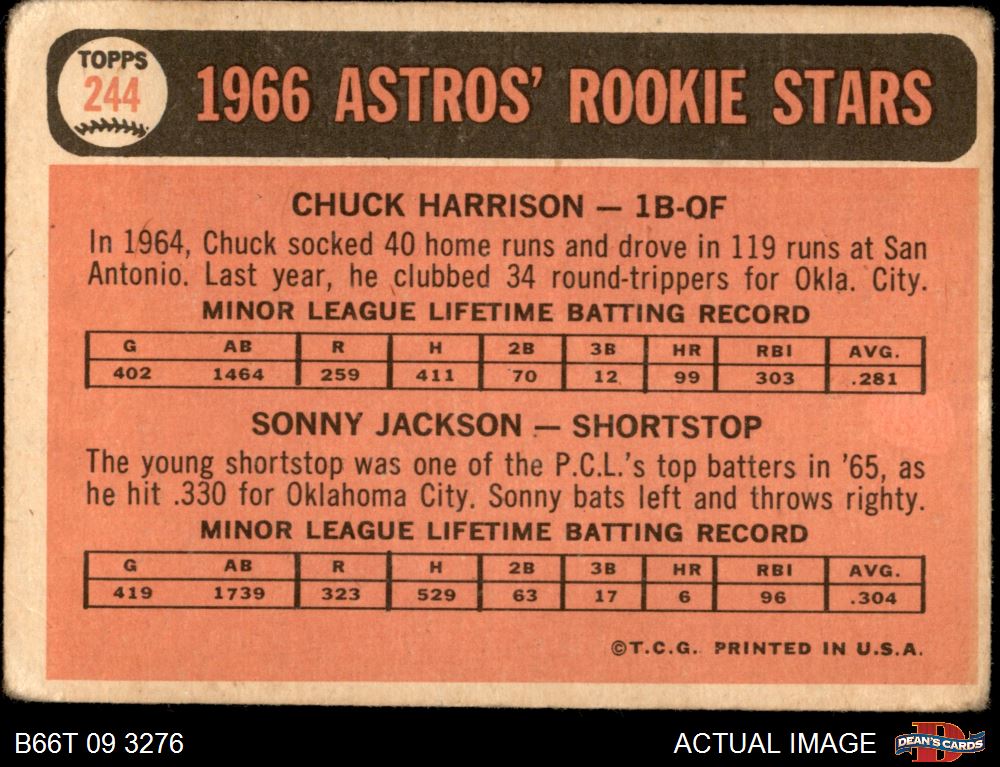 TOPPS
244
1966 ASTROS' ROOKIE STARS
CHUCK HARRISON — 1B-OF
In 1964, Chuck socked 40 home runs and drove in 119 runs at San
Antonio. Last year, he clubbed 34 round-trippers for Okla. City.
MINOR LEAGUE LIFETIME BATTING RECORD
G AB R H 2B 3B HR RBI AVG.
402 1464 259 411 70 12 99 303 .281
SONNY JACKSON — SHORTSTOP
The young shortstop was one of the P.C.L.'s top batters in '65, as
he hit .330 for Oklahoma City. Sonny bats left and throws righty.
MINOR LEAGUE LIFETIME BATTING RECORD
G AB R H 2B 3B HR RBI AVG.
419 1739 323 529 63 17 6 96 .304
©T.C.G. PRINTED IN U.S.A.
B66T 09 3276
ACTUAL IMAGE
D
DEAN'S CARDS